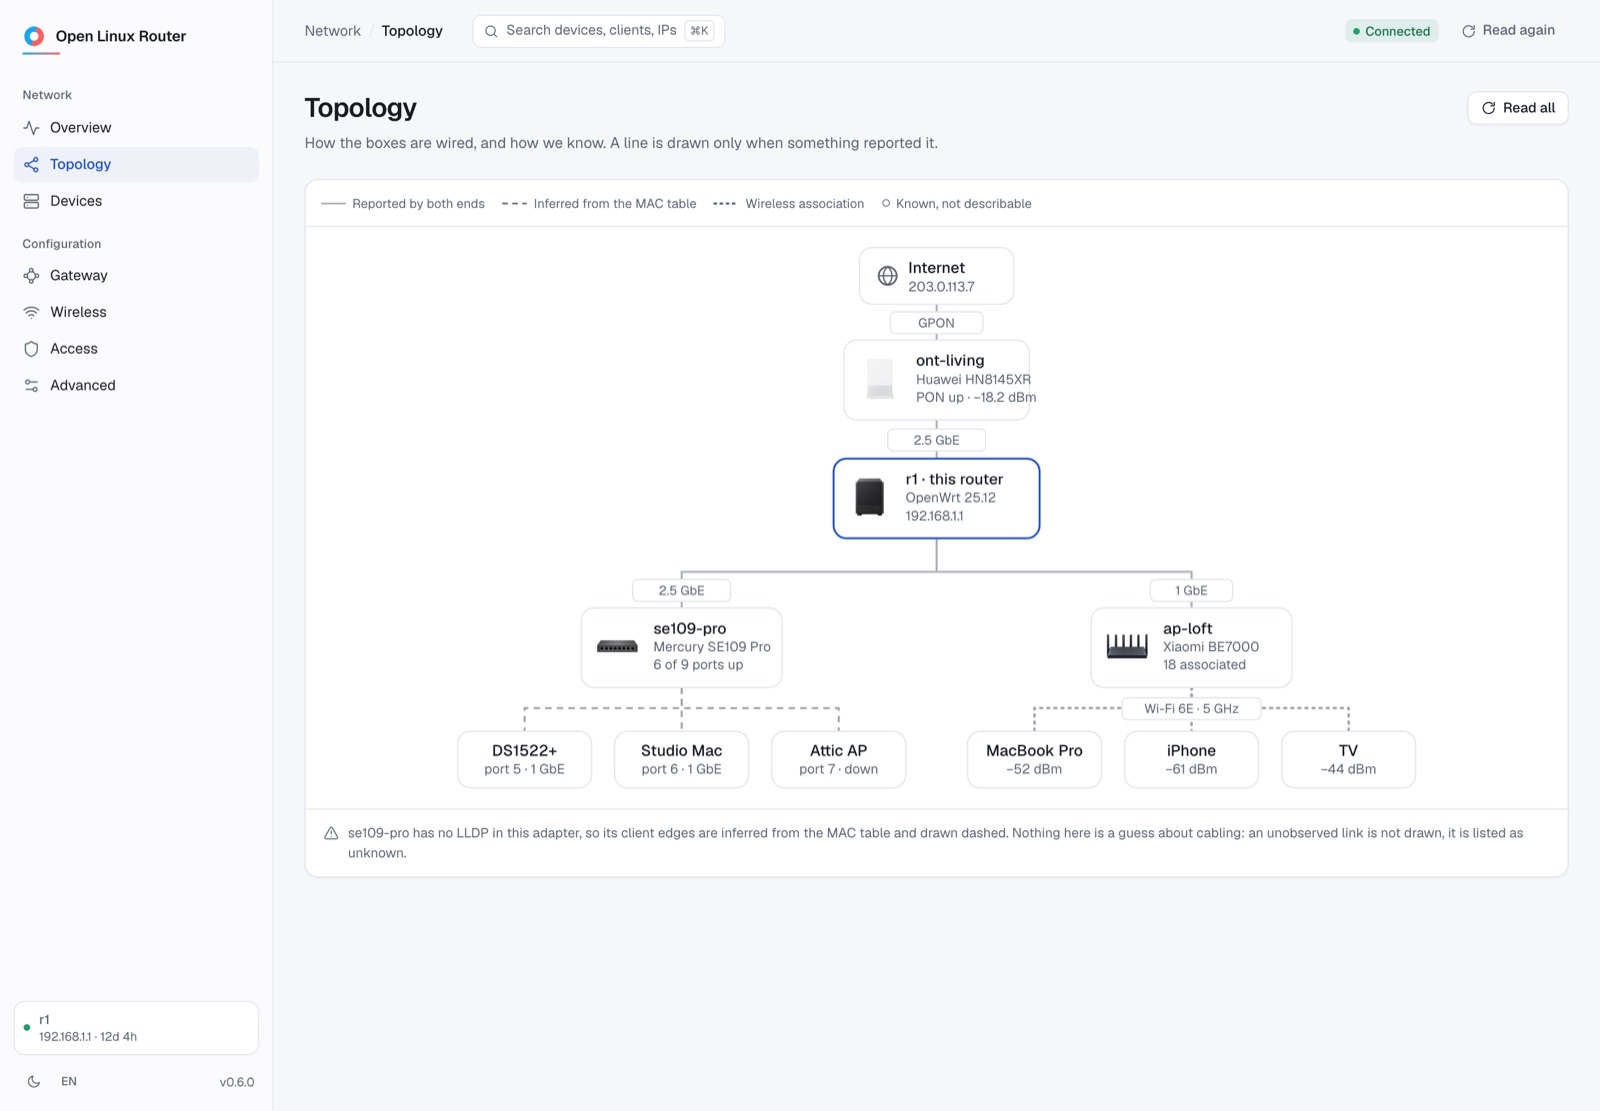 Open Linux Router
Network
Overview
Topology
Devices
Configuration
Gateway
Wireless
Access
Advanced
r1
192.168.1.1 · 12d 4h
EN
v0.6.0
Network / Topology
Search devices, clients, IPs ⌘K
Connected
Read again
Topology
Read all
How the boxes are wired, and how we know. A line is drawn only when something reported it.
Reported by both ends
Inferred from the MAC table
Wireless association
Known, not describable
Internet
203.0.113.7
GPON
ont-living
Huawei HN8145XR
PON up · −18.2 dBm
2.5 GbE
r1 · this router
OpenWrt 25.12
192.168.1.1
2.5 GbE
1 GbE
se109-pro
Mercury SE109 Pro
6 of 9 ports up
ap-loft
Xiaomi BE7000
18 associated
Wi-Fi 6E · 5 GHz
DS1522+
port 5 · 1 GbE
Studio Mac
port 6 · 1 GbE
Attic AP
port 7 · down
MacBook Pro
−52 dBm
iPhone
−61 dBm
TV
−44 dBm
se109-pro has no LLDP in this adapter, so its client edges are inferred from the MAC table and drawn dashed. Nothing here is a guess about cabling: an unobserved link is not drawn, it is listed as
unknown.